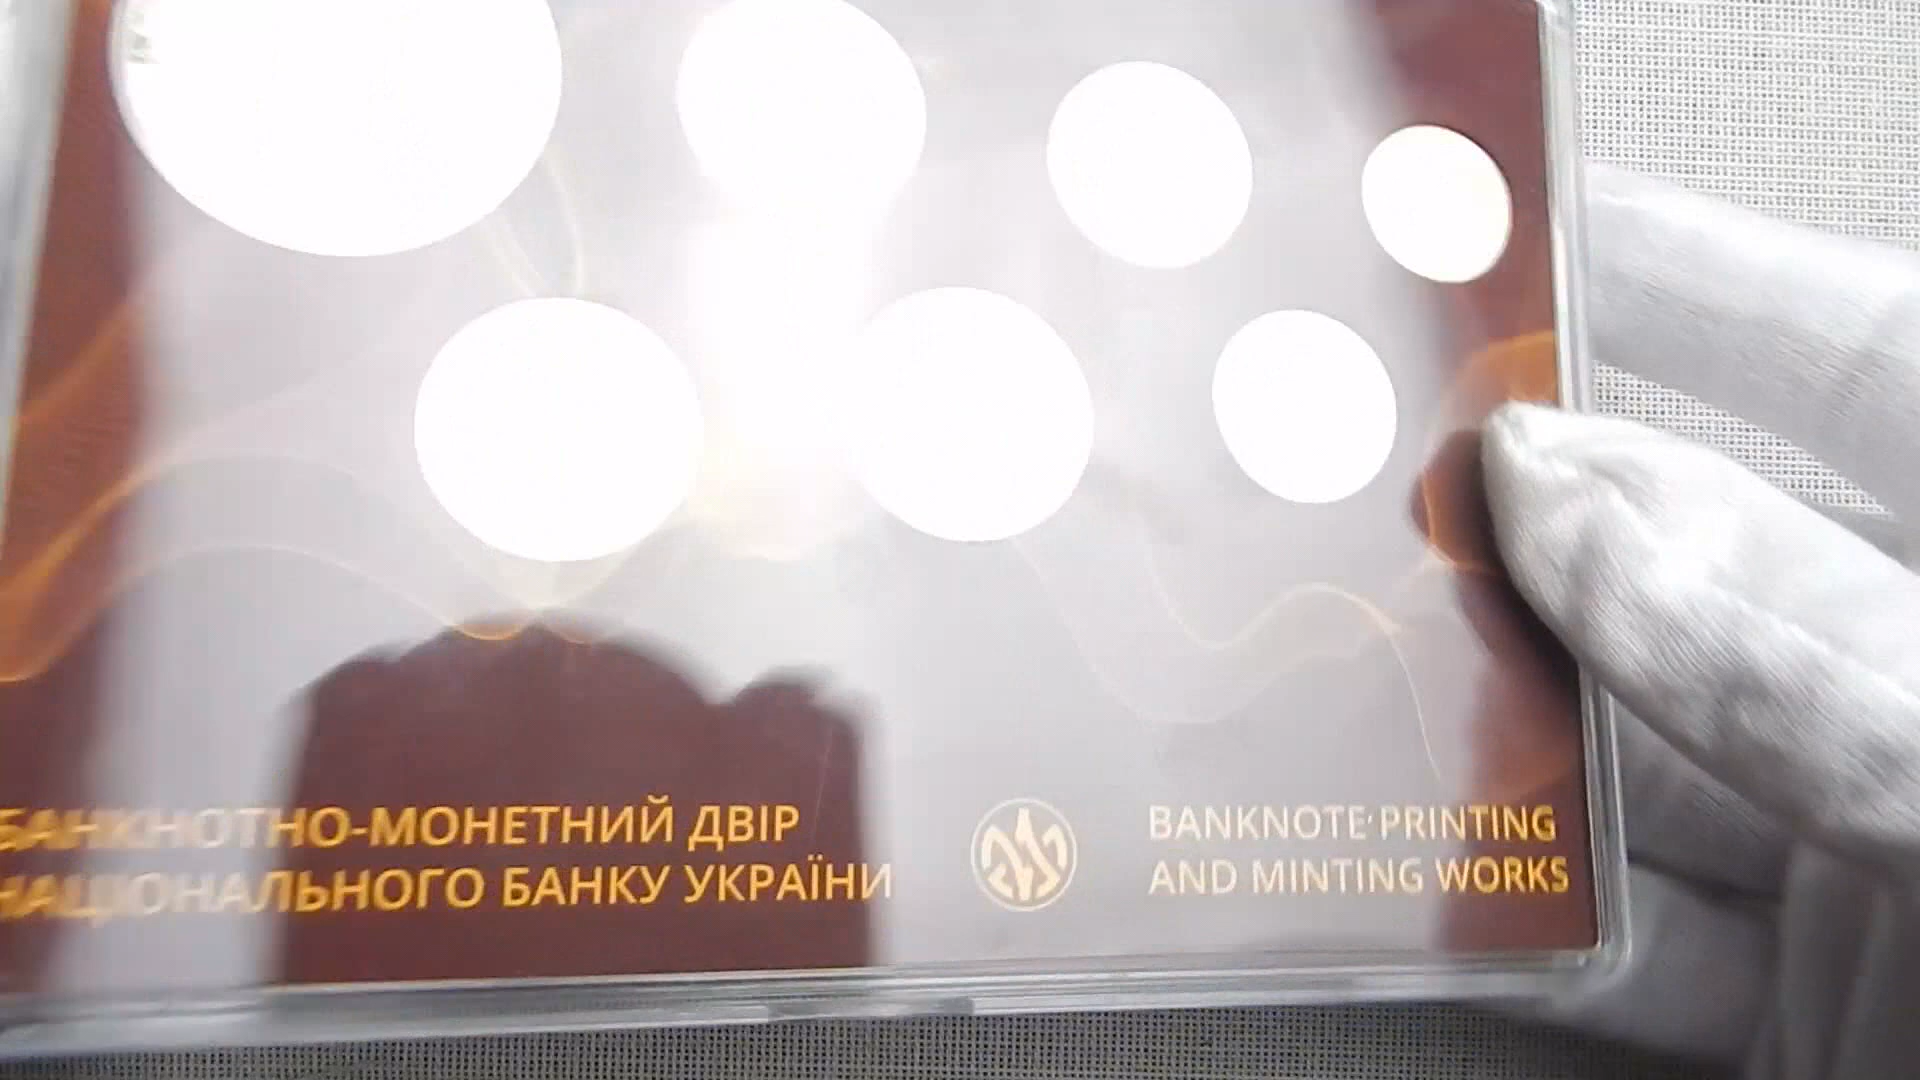 БАНКНОТНО-МОНЕТНИЙ ДВІР
НАЦІОНАЛЬНОГО БАНКУ УКРАЇНИ
BANKNOTE PRINTING
AND MINTING WORKS